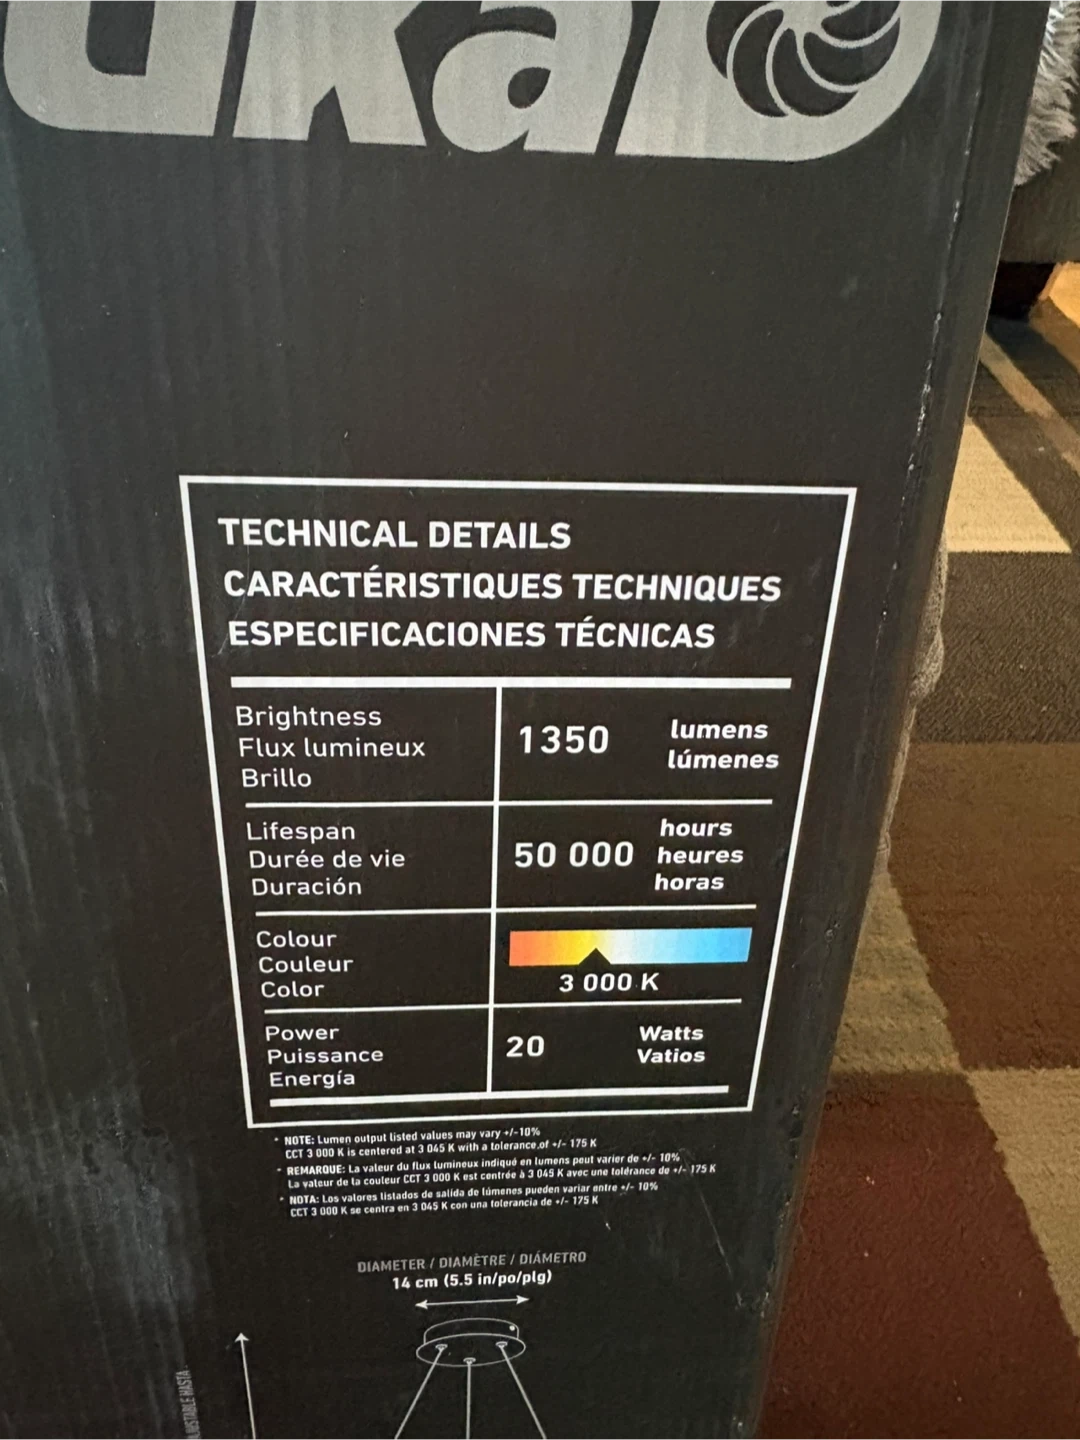 TECHNICAL DETAILS
CARACTÉRISTIQUES TECHNIQUES
ESPECIFICACIONES TÉCNICAS
Brightness
Flux lumineux
Brillo
1350
lumens
lúmenes
Lifespan
Durée de vie
Duración
50 000
hours
heures
horas
Colour
Couleur
Color
3 000 K
Power
Puissance
Energía
20
Watts
Vatios
* NOTE: Lumen output listed values may vary +/-10%
CCT 3 000 K is centered at 3 045 K with a tolerance of +/- 175 K
* REMARQUE: La valeur du flux lumineux indiqué en lumens peut varier de +/- 10%
La valeur de la couleur CCT 3 000 K est centrée à 3 045 K avec une tolérance de +/- 175 K
* NOTA: Los valores listados de salida de lúmenes pueden variar entre +/- 10%
CCT 3 000 K se centra en 3 045 K con una tolerancia de +/- 175 K
DIAMETER / DIAMÈTRE / DIÁMETRO
14 cm (5.5 in/po/plg)